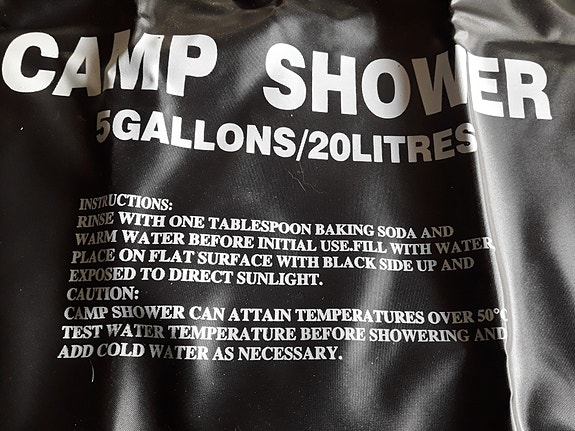 CAMP SHOWER
5GALLONS/20LITRES
INSTRUCTIONS:
RINSE WITH ONE TABLESPOON BAKING SODA AND
WARM WATER BEFORE INITIAL USE.FILL WITH WATER
PLACE ON FLAT SURFACE WITH BLACK SIDE UP AND
EXPOSED TO DIRECT SUNLIGHT.
CAUTION:
CAMP SHOWER CAN ATTAIN TEMPERATURES OVER 50°C
TEST WATER TEMPERATURE BEFORE SHOWERING AND
ADD COLD WATER AS NECESSARY.